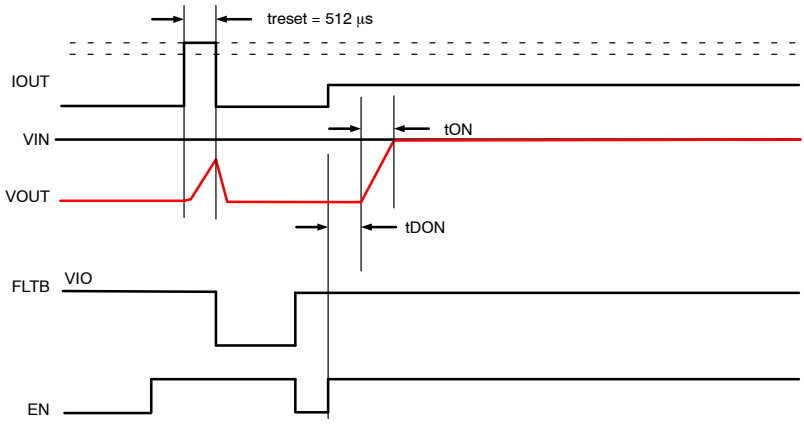 treset = 512 μs
IOUT
tON
VIN
VOUT
tDON
VIO
FLTB
EN